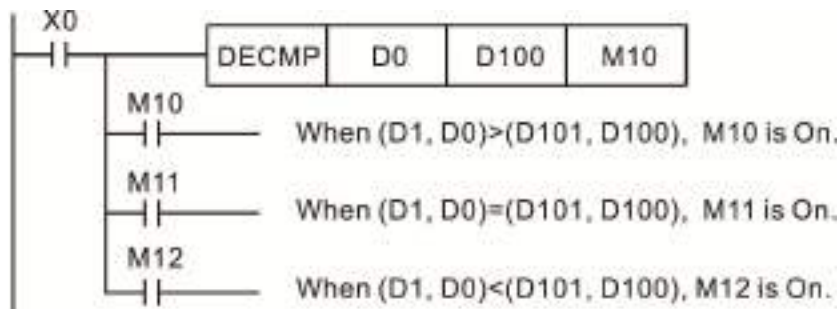 X0
DECMP D0 D100 M10
M10
When (D1, D0)>(D101, D100), M10 is On.
M11
When (D1, D0)=(D101, D100), M11 is On.
M12
When (D1, D0)<(D101, D100), M12 is On.